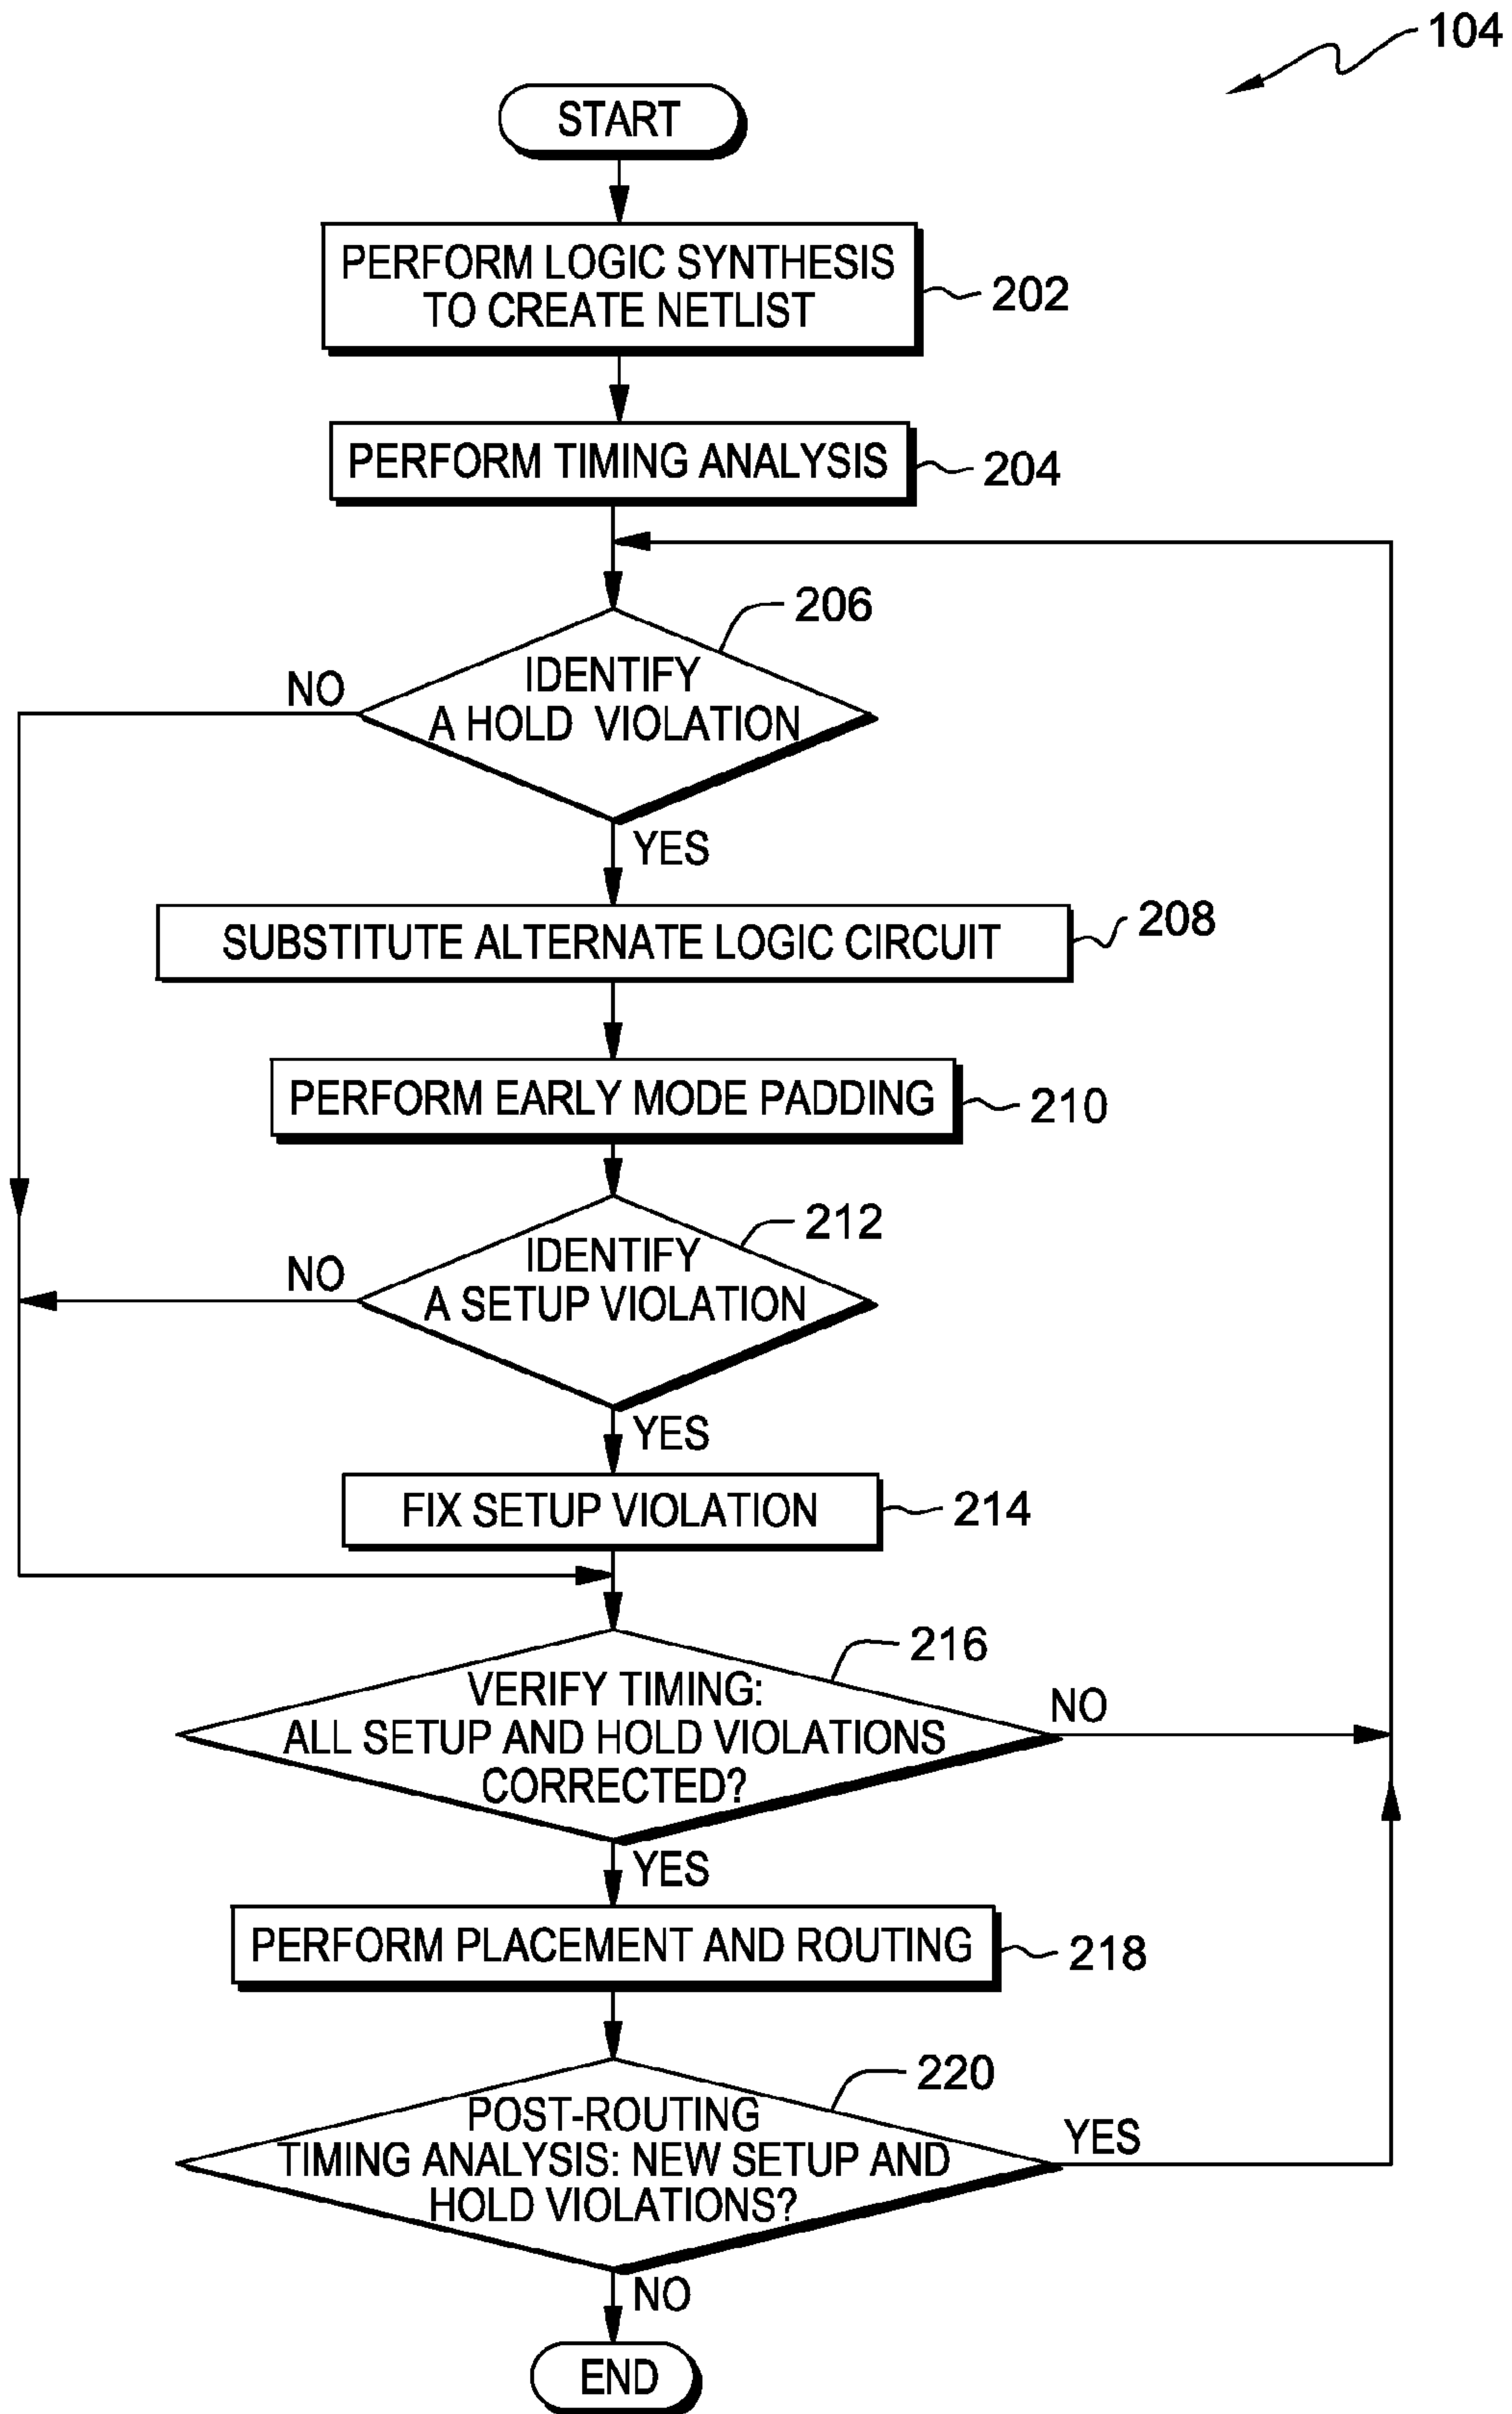 104
START
PERFORM LOGIC SYNTHESIS
TO CREATE NETLIST
202
PERFORM TIMING ANALYSIS
204
206
IDENTIFY
A HOLD VIOLATION
NO
YES
SUBSTITUTE ALTERNATE LOGIC CIRCUIT
208
PERFORM EARLY MODE PADDING
210
212
IDENTIFY
A SETUP VIOLATION
NO
YES
FIX SETUP VIOLATION
214
216
VERIFY TIMING:
ALL SETUP AND HOLD VIOLATIONS
CORRECTED?
NO
YES
PERFORM PLACEMENT AND ROUTING
218
220
POST-ROUTING
TIMING ANALYSIS: NEW SETUP AND
HOLD VIOLATIONS?
YES
NO
END